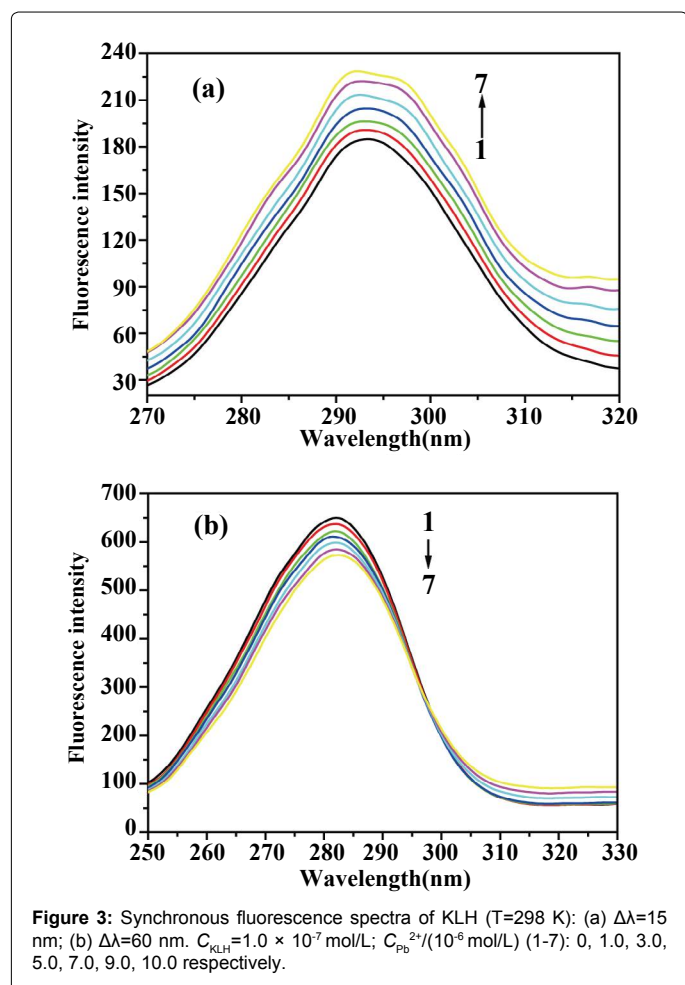 240
(a)
7
210
180
1
150
120
90
60
30
Fluorescence intensity
270 280 290 300 310 320
Wavelength(nm)
700
(b)
1
600
7
500
400
300
200
100
0
Fluorescence intensity
250 260 270 280 290 300 310 320 330
Wavelength(nm)
Figure 3: Synchronous fluorescence spectra of KLH (T=298 K): (a) Δλ=15
nm; (b) Δλ=60 nm. C_KLH=1.0 × 10⁻⁷ mol/L; C_Pb²⁺/(10⁻⁶ mol/L) (1-7): 0, 1.0, 3.0,
5.0, 7.0, 9.0, 10.0 respectively.